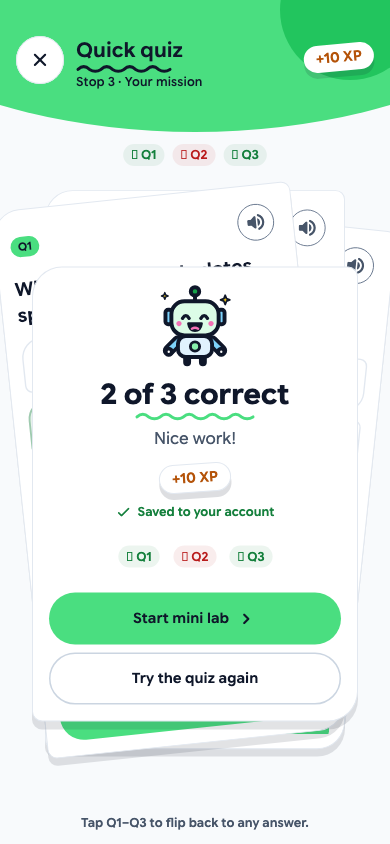 Quick quiz
Step 3 · Your mission
+10 XP
Q1
Q2
Q3
Q1
2 of 3 correct
Nice work!
+10 XP
Saved to your account
Q1
Q2
Q3
Start mini lab
Try the quiz again
Tap Q1–Q3 to flip back to any answer.